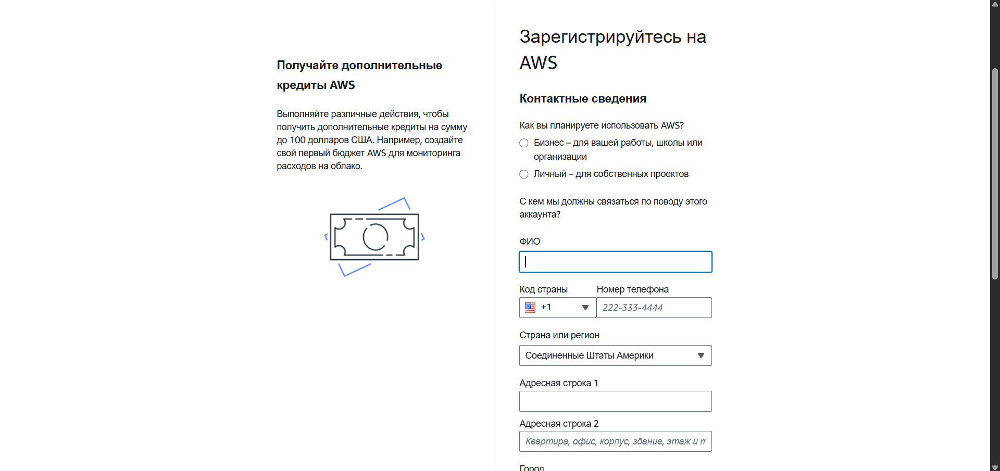 Получайте дополнительные
кредиты AWS
Выполняйте различные действия, чтобы
получить дополнительные кредиты на сумму
до 100 долларов США. Например, создайте
свой первый бюджет AWS для мониторинга
расходов на облако.
Зарегистрируйтесь на
AWS
Контактные сведения
Как вы планируете использовать AWS?
Бизнес – для вашей работы, школы или
организации
Личный – для собственных проектов
С кем мы должны связаться по поводу этого
аккаунта?
ФИО
Код страны Номер телефона
+1 222-333-4444
Страна или регион
Соединенные Штаты Америки
Адресная строка 1
Адресная строка 2
Квартира, офис, корпус, здание, этаж и т
Город